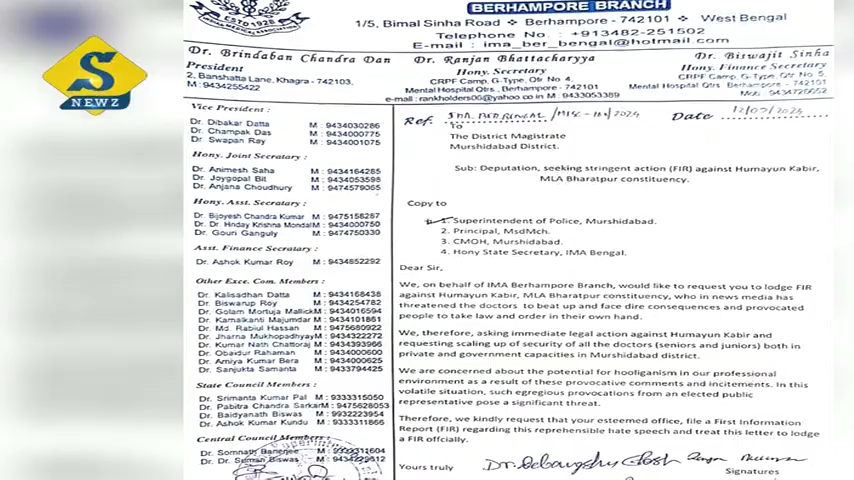 S
NEWZ
ESTD 1928
BERHAMPORE BRANCH
1/5, Bimal Sinha Road ❖ Berhampore - 742101 ❖ West Bengal
Telephone No. : +913482-251502
E-mail : ima_ber_bengal@hotmail.com
Dr. Brindaban Chandra Dan
President
2, Banshatta Lane, Khagra - 742103,
M : 9434255422
Dr. Ranjan Bhattacharyya
Hony. Secretary
CRPF Camp, G-Type, Qtr No. 4,
Mental Hospital Qtrs., Berhampore - 742101
e-mail : rankholders06@yahoo.co.in M: 9433053389
Dr. Biswajit Sinha
Hony. Finance Secretary
CRPF Camp, G-Type, Qtr No. 5,
Mental Hospital Qtrs. Berhampore - 742101
Mob.
Vice President :
Dr. Dibakar Datta M : 9434030286
Dr. Champak Das M : 9434000775
Dr. Swapan Ray M : 9434001075
Hony. Joint Secretary :
Dr. Animesh Saha M : 9434164285
Dr. Joygopal Bit M : 9434053598
Dr. Anjana Choudhury M : 9474579065
Hony. Asst. Secretary :
Dr. Bijoyesh Chandra Kumar M : 9475158287
Dr. Dr. Hriday Krishna Mondal M : 9434000750
Dr. Gouri Ganguly M : 9474750330
Asst. Finance Secretary :
Dr. Ashok Kumar Roy M : 9434852292
Other Exce. Com. Members :
Dr. Kalisadhan Datta M : 9434168438
Dr. Biswarup Roy M : 9434254782
Dr. Golam Mortuja Mallick M : 9434016594
Dr. Kamalkanti Majumdar M : 9434101861
Dr. Md. Rabiul Hassan M : 9475680922
Dr. Jharna Mukhopadhyay M : 9434322272
Dr. Kumar Nath Chattoraj M : 9434393966
Dr. Obaidur Rahaman M : 9434000600
Dr. Amiya Kumar Bera M : 9434000625
Dr. Sanjukta Samanta M : 9433794425
State Council Members :
Dr. Srimanta Kumar Pal M : 9333315050
Dr. Pabitra Chandra Sarkar M : 9475628053
Dr. Baidyanath Biswas M : 9932223954
Dr. Ashok Kumar Kundu M : 9333311866
Central Council Members :
Dr. Somnath Banerjee M : 9333311604
Dr. Dr. Suman Biswas M :
Ref. IMA BER BENGAL /MISC-/2024
Date 12/09/2024
To
The District Magistrate
Murshidabad District.
Sub: Deputation, seeking stringent action (FIR) against Humayun Kabir,
MLA Bharatpur constituency.
Copy to
1. Superintendent of Police, Murshidabad.
2. Principal, MsdMch.
3. CMOH, Murshidabad.
4. Hony State Secretary, IMA Bengal.
Dear Sir,
We, on behalf of IMA Berhampore Branch, would like to request you to lodge FIR
against Humayun Kabir, MLA Bharatpur constituency, who in news media has
threatened the doctors to beat up and face dire consequences and provocated
people to take law and order in their own hand.
We, therefore, asking immediate legal action against Humayun Kabir and
requesting scaling up of security of all the doctors (seniors and juniors) both in
private and government capacities in Murshidabad district.
We are concerned about the potential for hooliganism in our professional
environment as a result of these provocative comments and incitements. In this
volatile situation, such egregious provocations from an elected public
representative pose a significant threat.
Therefore, we kindly request that your esteemed office, file a First Information
Report (FIR) regarding this reprehensible hate speech and treat this letter to lodge
a FIR offcially.
Yours truly
Dr. Debangshu Ghosh
Signatures